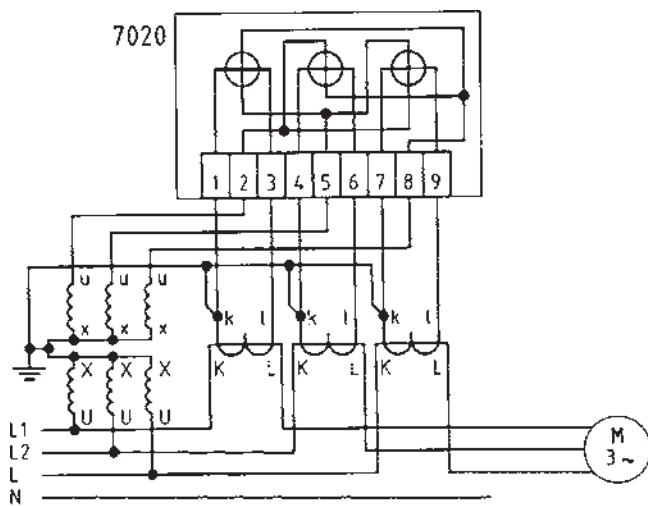 7020
1 2 3 4 5 6 7 8 9
u u u
k l k l k l
x x x
X X X
K L K L K L
U U U
L1
L2
L
N
M
3~